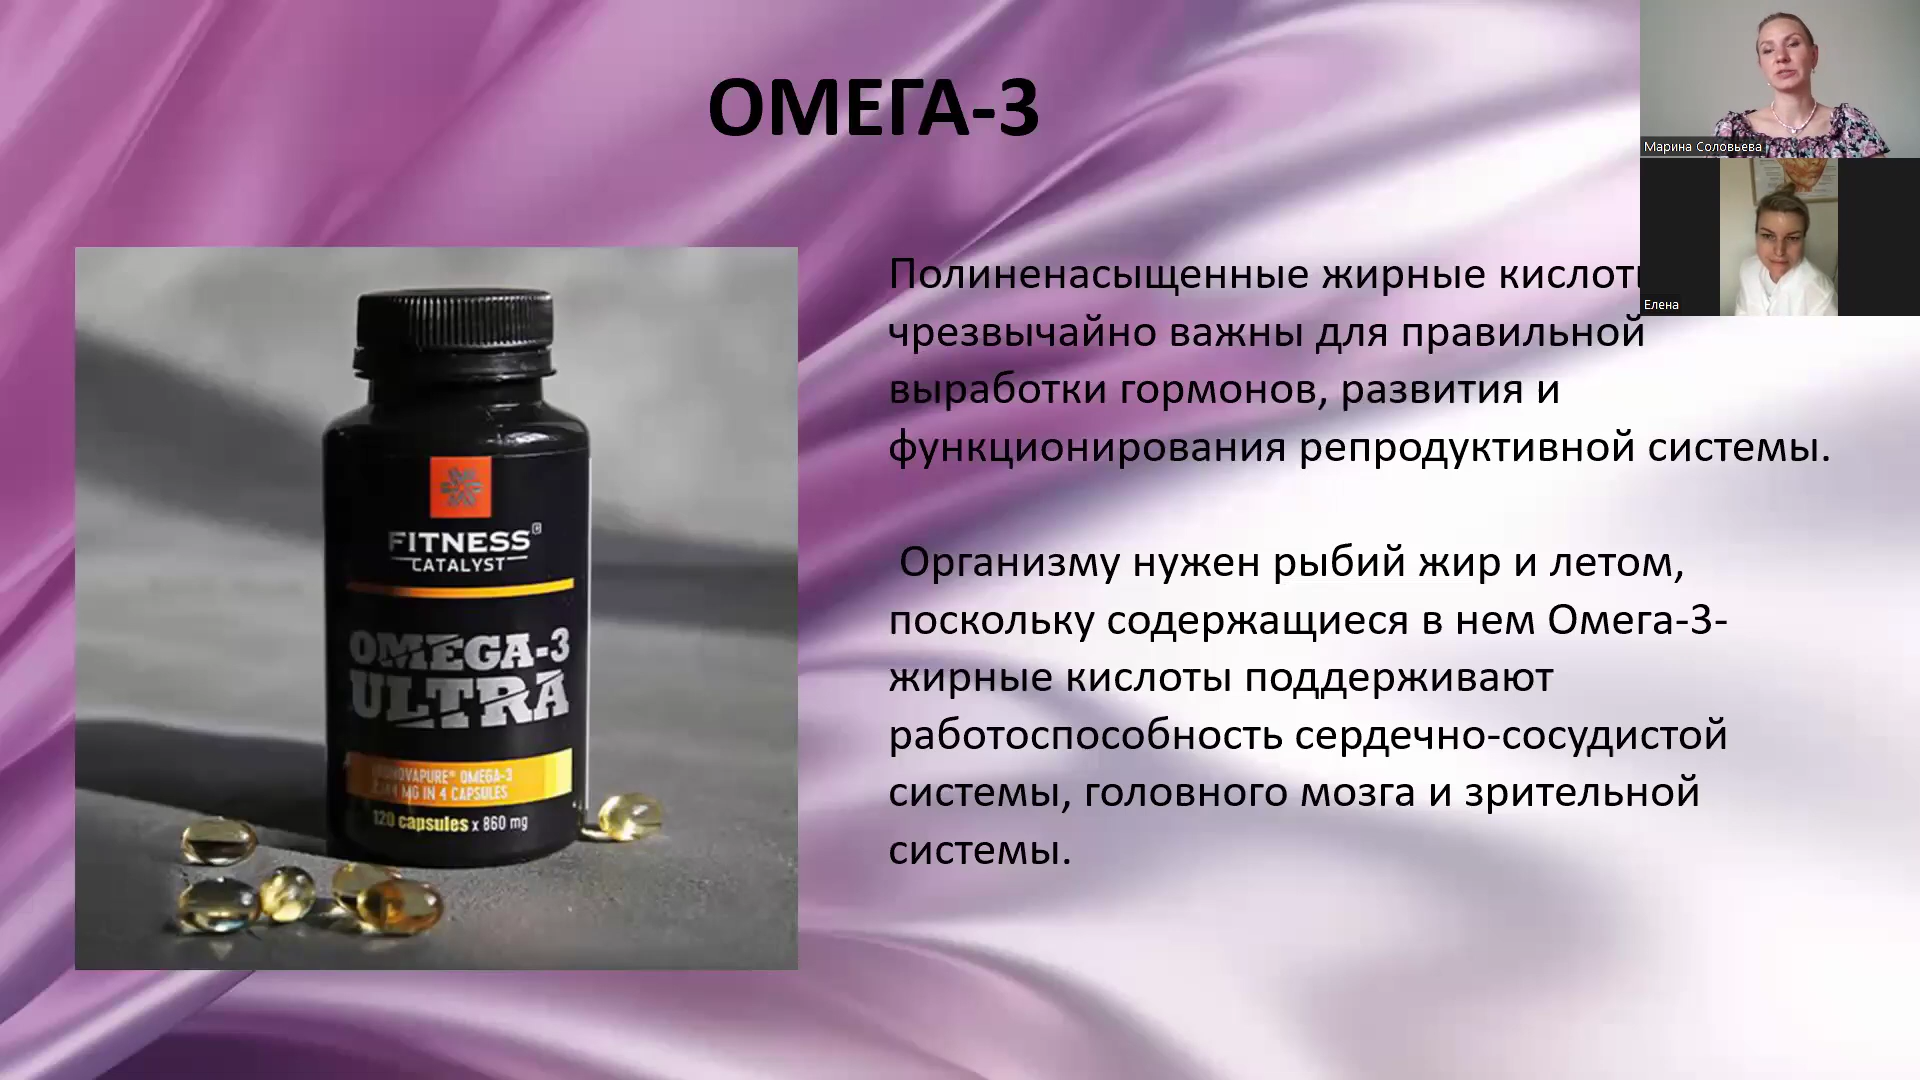 ОМЕГА-3
Марина Соловьева
Елена
Полиненасыщенные жирные
чрезвычайно важны для правильной
выработки гормонов, развития и
функционирования репродуктивной системы.
Организму нужен рыбий жир и летом,
поскольку содержащиеся в нем Омега-3-
жирные кислоты поддерживают
работоспособность сердечно-сосудистой
системы, головного мозга и зрительной
системы.
FITNESS®
CATALYST
OMEGA-3
ULTRA
OMEGA-3
MG IN 4 CAPSULES
120 capsules x 860 mg